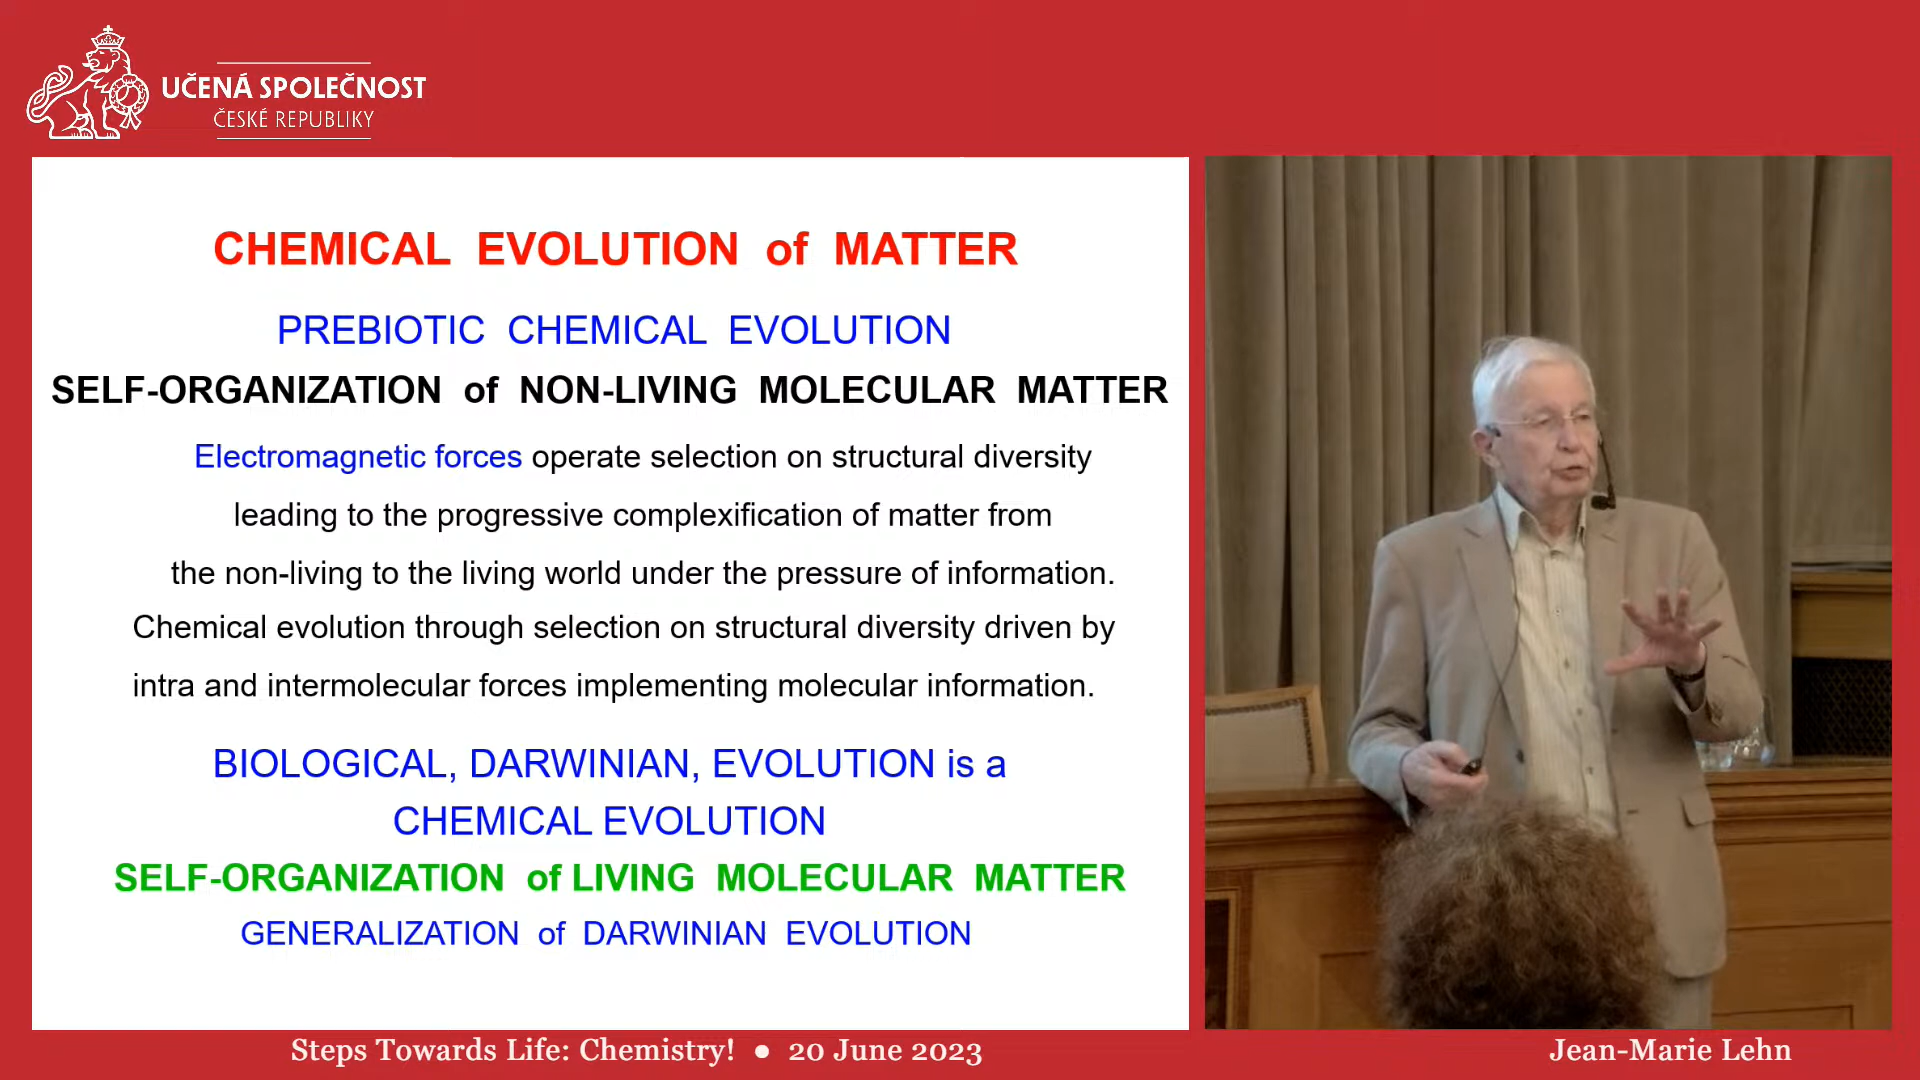 UČENÁ SPOLEČNOST
ČESKÉ REPUBLIKY
CHEMICAL EVOLUTION of MATTER
PREBIOTIC CHEMICAL EVOLUTION
SELF-ORGANIZATION of NON-LIVING MOLECULAR MATTER
Electromagnetic forces operate selection on structural diversity
leading to the progressive complexification of matter from
the non-living to the living world under the pressure of information.
Chemical evolution through selection on structural diversity driven by
intra and intermolecular forces implementing molecular information.
BIOLOGICAL, DARWINIAN, EVOLUTION is a
CHEMICAL EVOLUTION
SELF-ORGANIZATION of LIVING MOLECULAR MATTER
GENERALIZATION of DARWINIAN EVOLUTION
Steps Towards Life: Chemistry! ● 20 June 2023
Jean-Marie Lehn